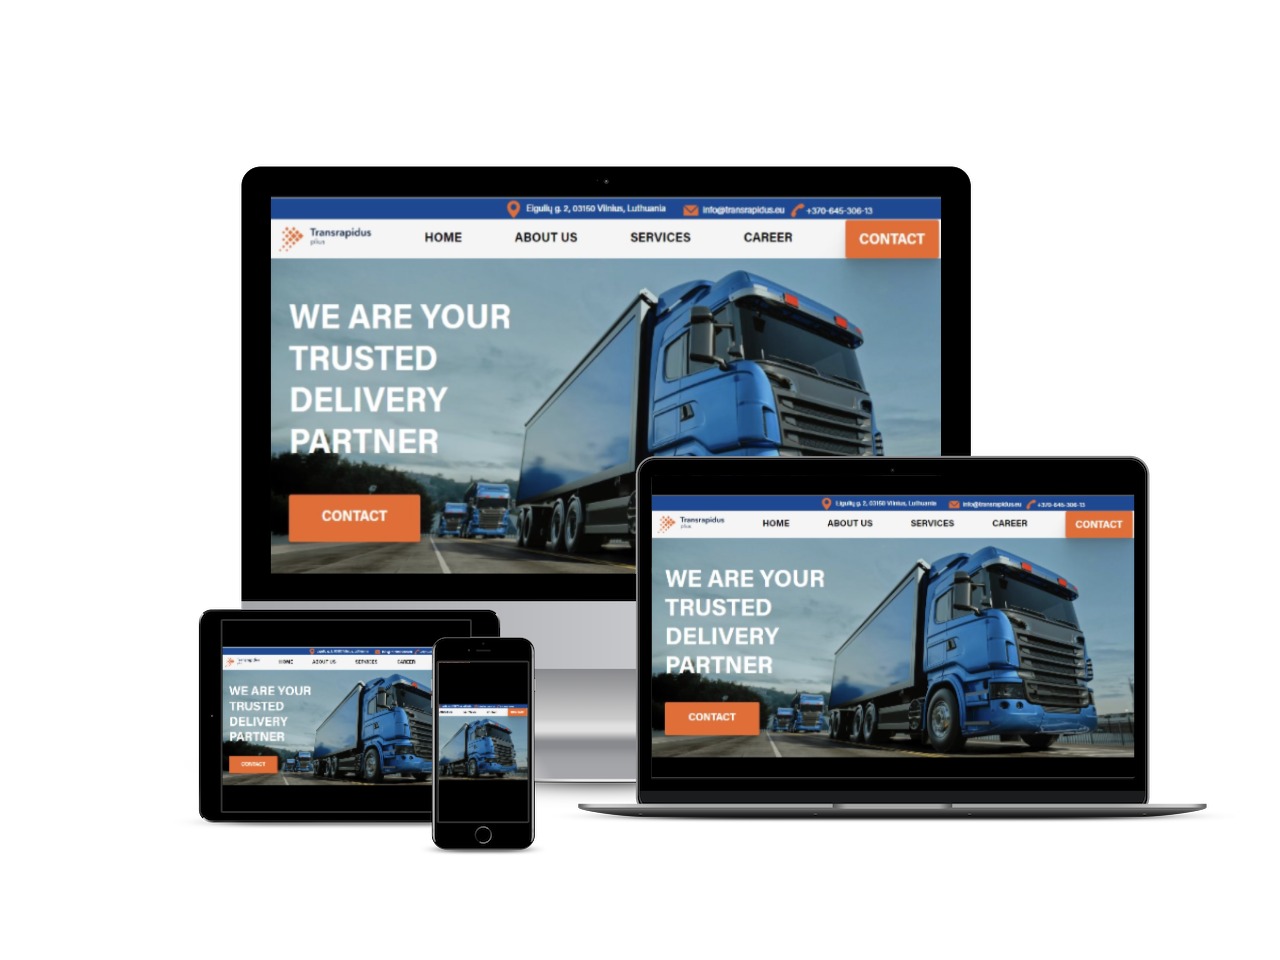 Eigulių g. 2, 03150 Vilnius, Luthuania info@transrapidus.eu +370-645-306-13
Transrapidus
plius
HOME ABOUT US SERVICES CAREER CONTACT
WE ARE YOUR
TRUSTED
DELIVERY
PARTNER
CONTACT
Eigulių g. 2, 03150 Vilnius, Luthuania info@transrapidus.eu +370-645-306-13
Transrapidus
plius
HOME ABOUT US SERVICES CAREER CONTACT
WE ARE YOUR
TRUSTED
DELIVERY
PARTNER
CONTACT
Transrapidus
HOME ABOUT US SERVICES CAREER
WE ARE YOUR
TRUSTED
DELIVERY
PARTNER
CONTACT